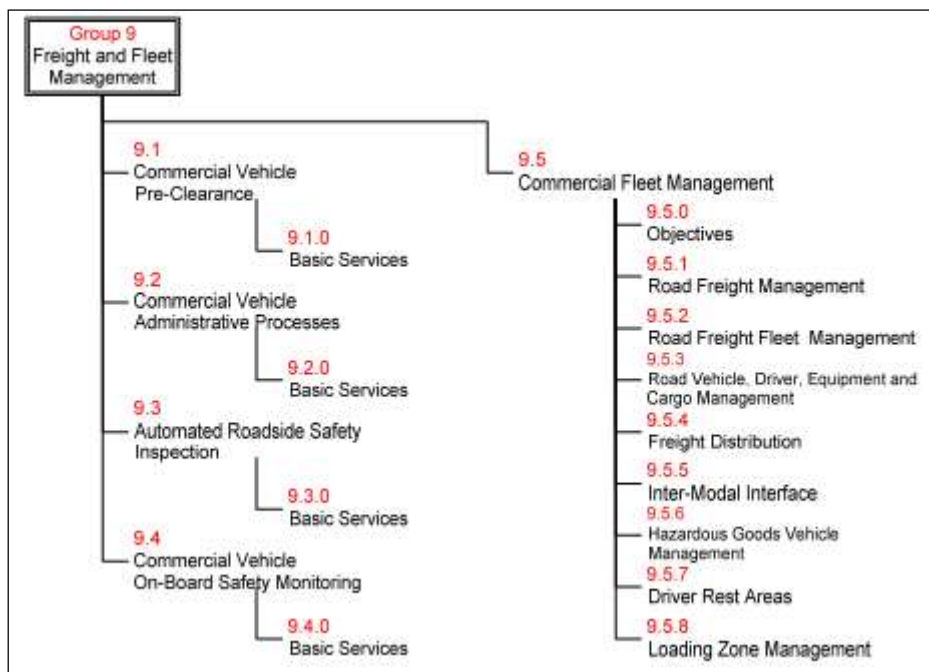 Group 9
Freight and Fleet
Management
9.1
Commercial Vehicle
Pre-Clearance
9.1.0
Basic Services
9.2
Commercial Vehicle
Administrative Processes
9.2.0
Basic Services
9.3
Automated Roadside Safety
Inspection
9.3.0
Basic Services
9.4
Commercial Vehicle
On-Board Safety Monitoring
9.4.0
Basic Services
9.5
Commercial Fleet Management
9.5.0
Objectives
9.5.1
Road Freight Management
9.5.2
Road Freight Fleet Management
9.5.3
Road Vehicle, Driver, Equipment and
Cargo Management
9.5.4
Freight Distribution
9.5.5
Inter-Modal Interface
9.5.6
Hazardous Goods Vehicle
Management
9.5.7
Driver Rest Areas
9.5.8
Loading Zone Management